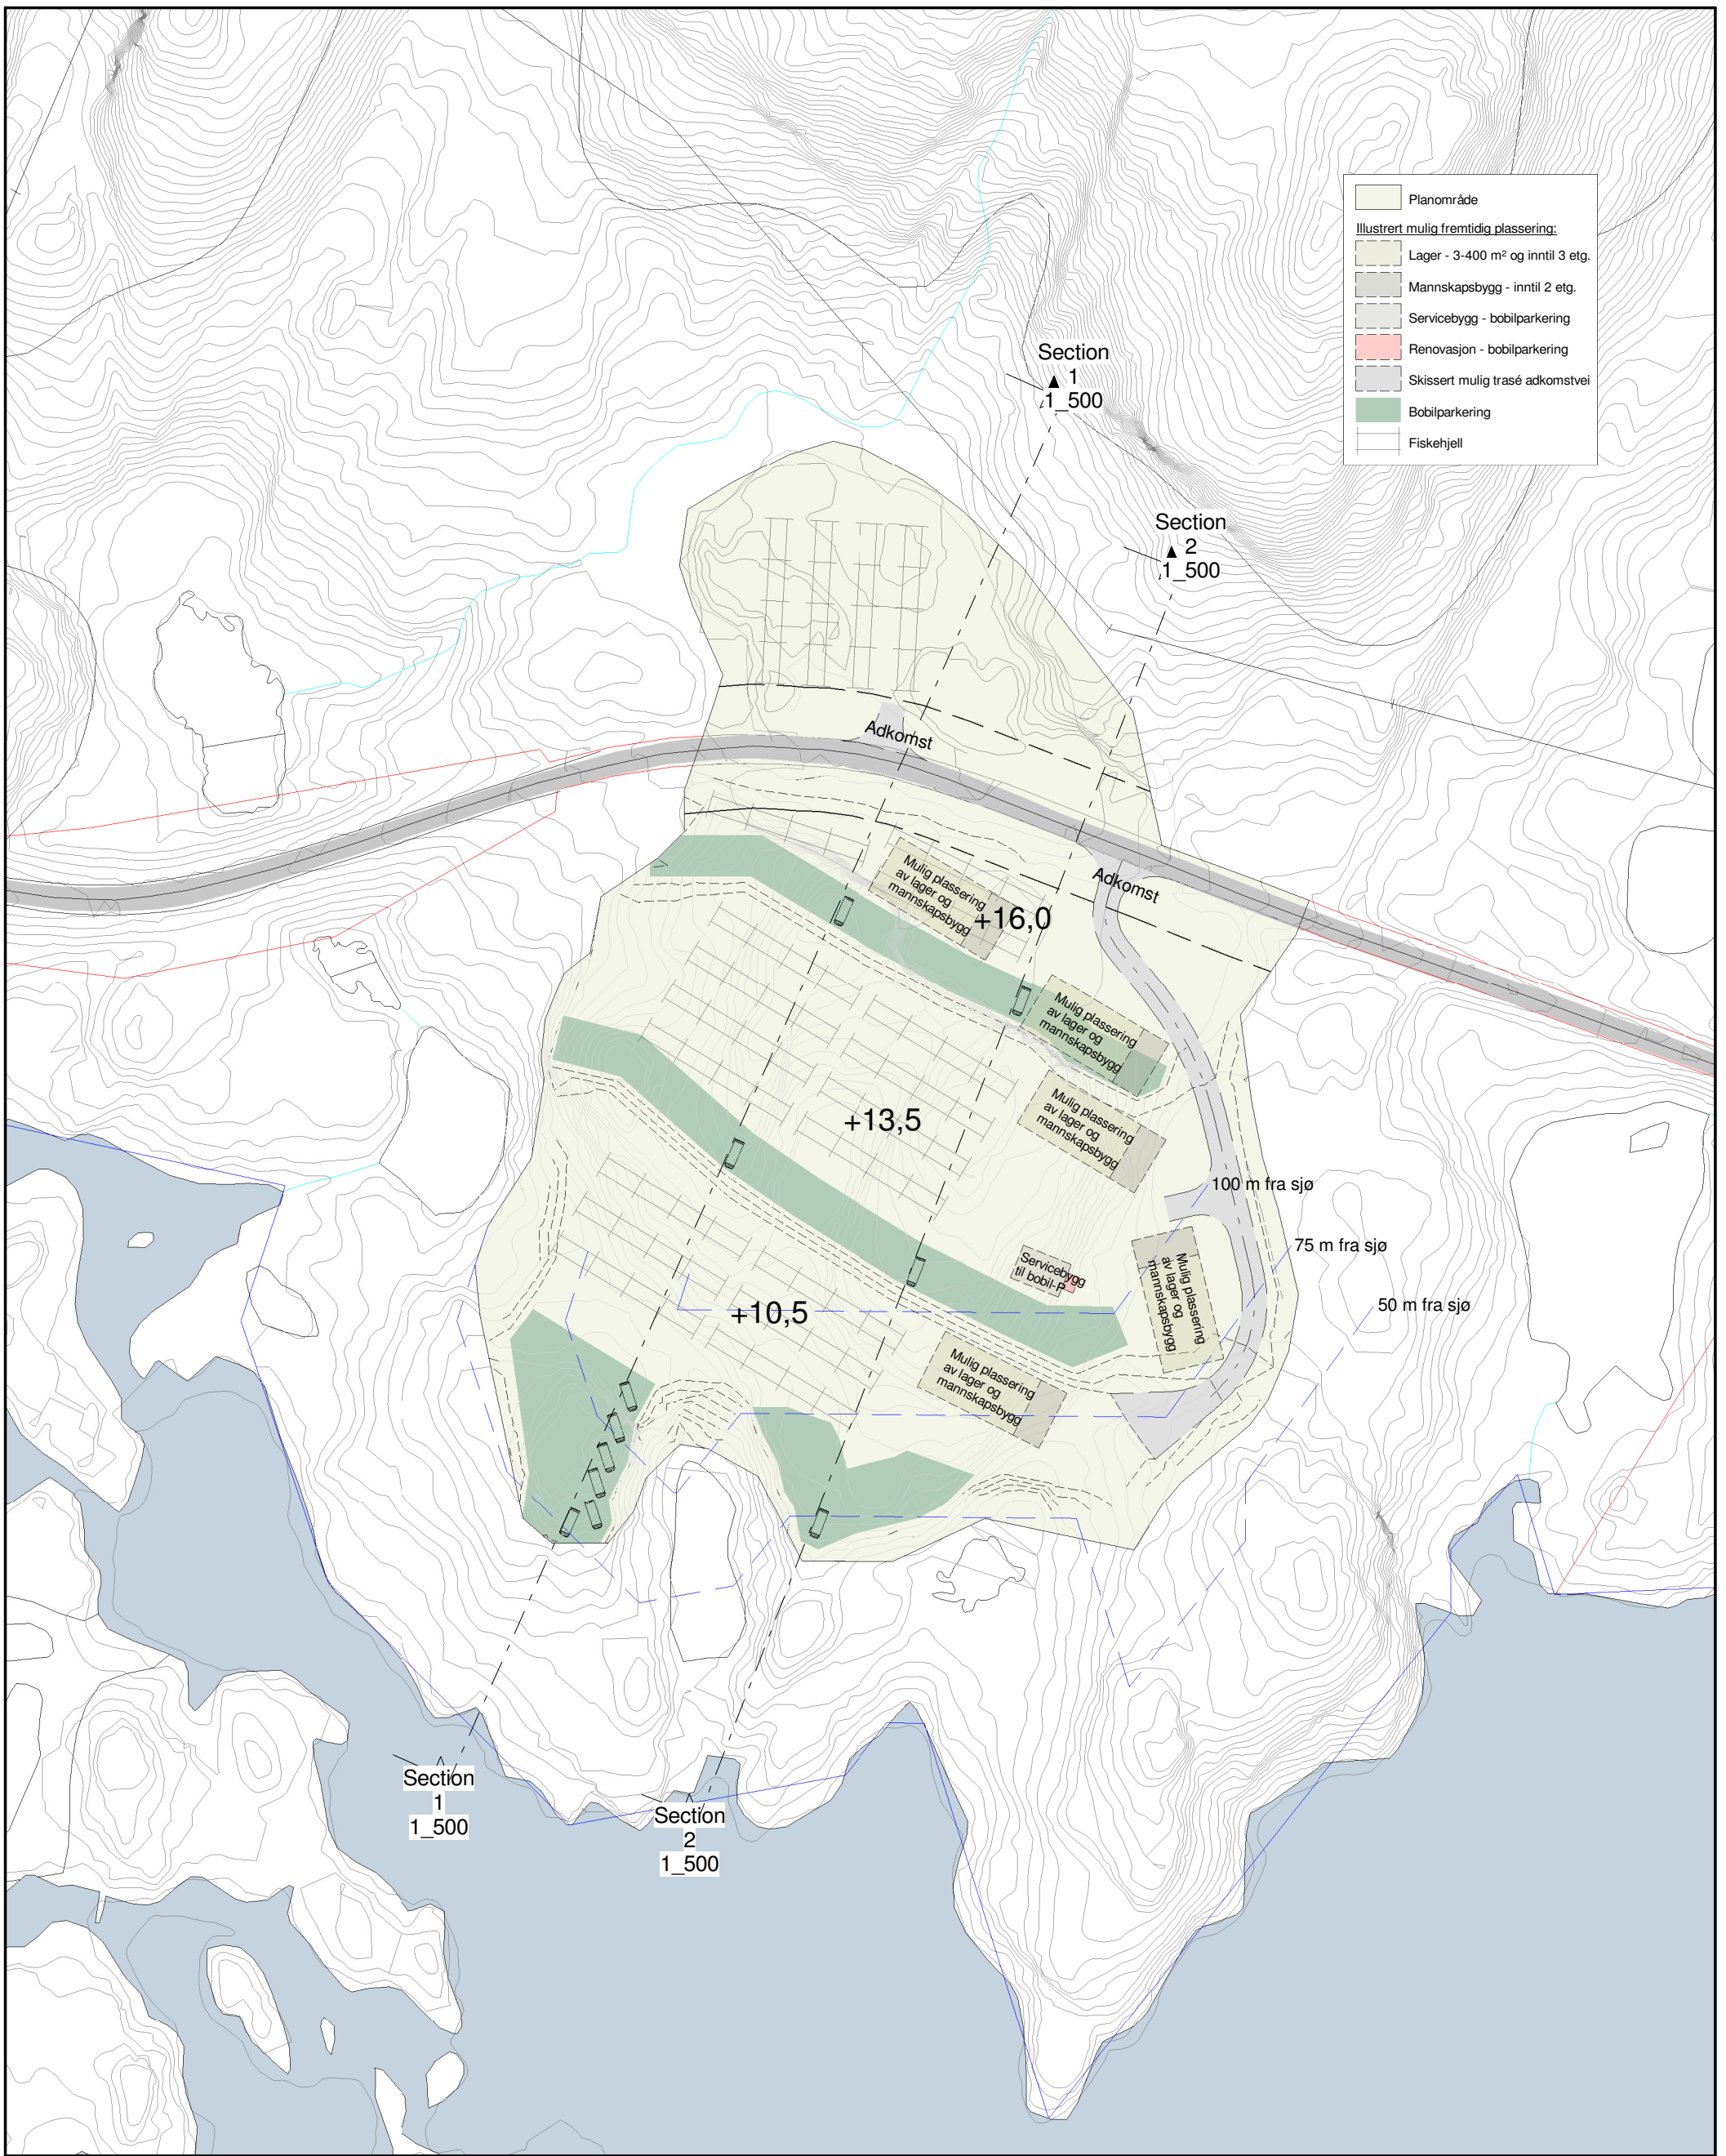 Planområde
Illustrert mulig fremtidig plassering:
Lager - 3-400 m² og inntil 3 etg.
Mannskapsbygg - inntil 2 etg.
Servicebygg - bobilparkering
Renovasjon - bobilparkering
Skissert mulig trasé adkomstvei
Bobilparkering
Fiskehjell
Section
1
1_500
Section
2
1_500
Adkomst
Adkomst
Mulig plassering
av lager og
mannskapsbygg
+16,0
Mulig plassering
av lager og
mannskapsbygg
Mulig plassering
av lager og
mannskapsbygg
+13,5
100 m fra sjø
75 m fra sjø
50 m fra sjø
Servicebygg
til bobil-P
Mulig plassering
av lager og
mannskapsbygg
+10,5
Mulig plassering
av lager og
mannskapsbygg
Section
1
1_500
Section
2
1_500